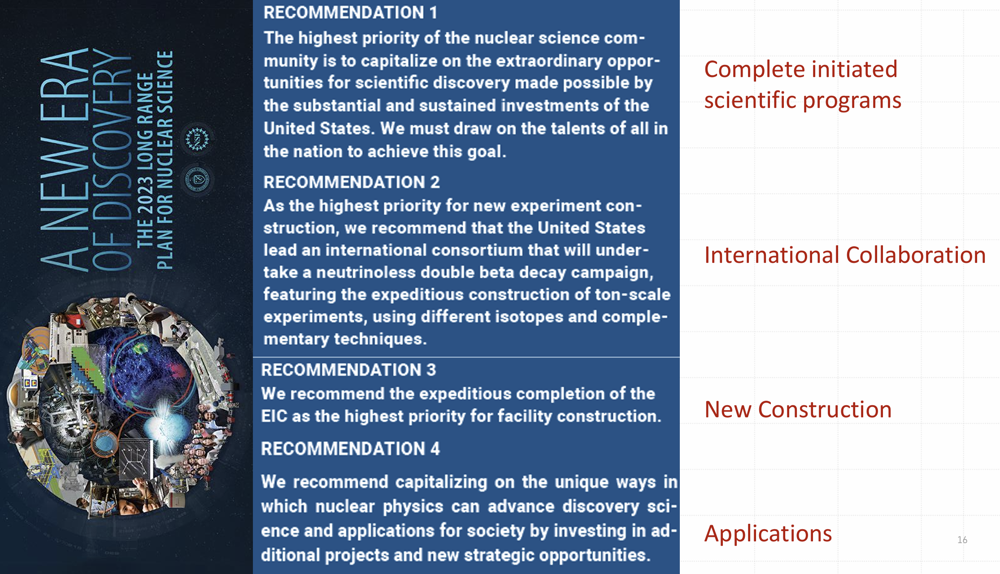 A NEW ERA
OF DISCOVERY
THE 2023 LONG RANGE
PLAN FOR NUCLEAR SCIENCE
NSF
RECOMMENDATION 1
The highest priority of the nuclear science com-
munity is to capitalize on the extraordinary oppor-
tunities for scientific discovery made possible by
the substantial and sustained investments of the
United States. We must draw on the talents of all in
the nation to achieve this goal.
Complete initiated
scientific programs
RECOMMENDATION 2
As the highest priority for new experiment con-
struction, we recommend that the United States
lead an international consortium that will under-
take a neutrinoless double beta decay campaign,
featuring the expeditious construction of ton-scale
experiments, using different isotopes and comple-
mentary techniques.
International Collaboration
RECOMMENDATION 3
We recommend the expeditious completion of the
EIC as the highest priority for facility construction.
New Construction
RECOMMENDATION 4
We recommend capitalizing on the unique ways in
which nuclear physics can advance discovery sci-
ence and applications for society by investing in ad-
ditional projects and new strategic opportunities.
Applications
16